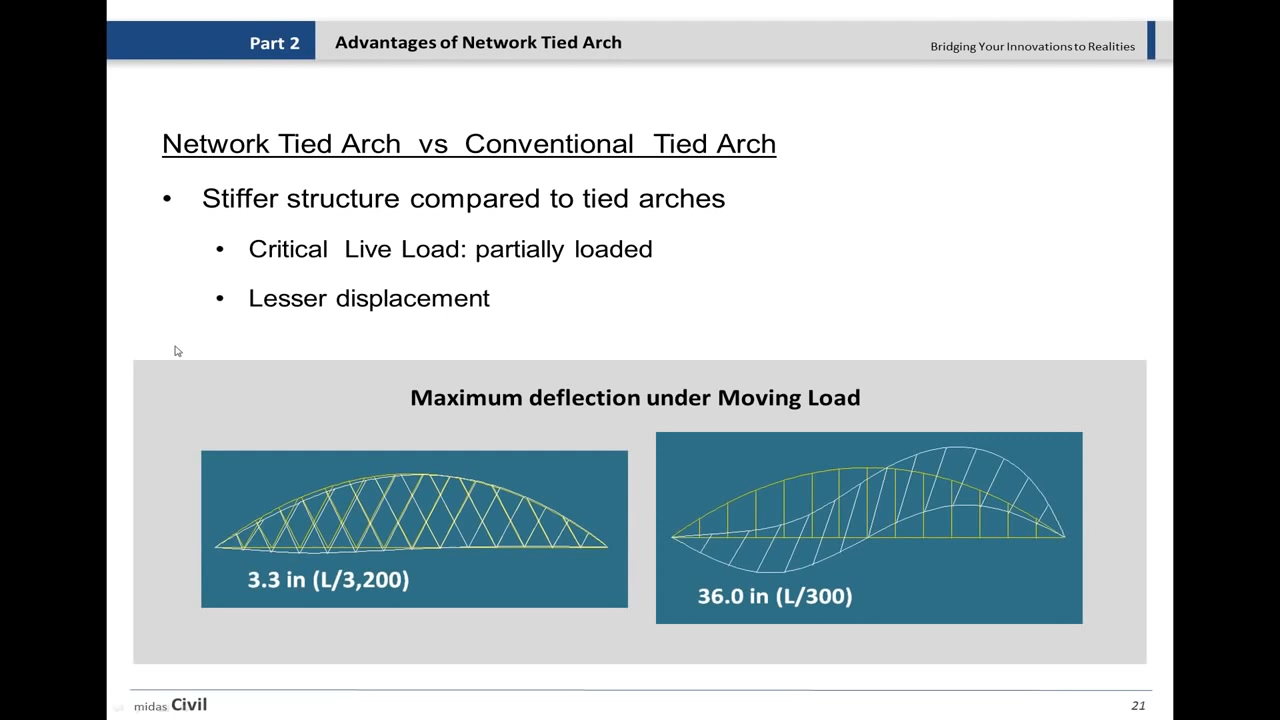 Part 2
Advantages of Network Tied Arch
Bridging Your Innovations to Realities
Network Tied Arch vs Conventional Tied Arch
• Stiffer structure compared to tied arches
• Critical Live Load: partially loaded
• Lesser displacement
Maximum deflection under Moving Load
3.3 in (L/3,200)
36.0 in (L/300)
midas Civil
21